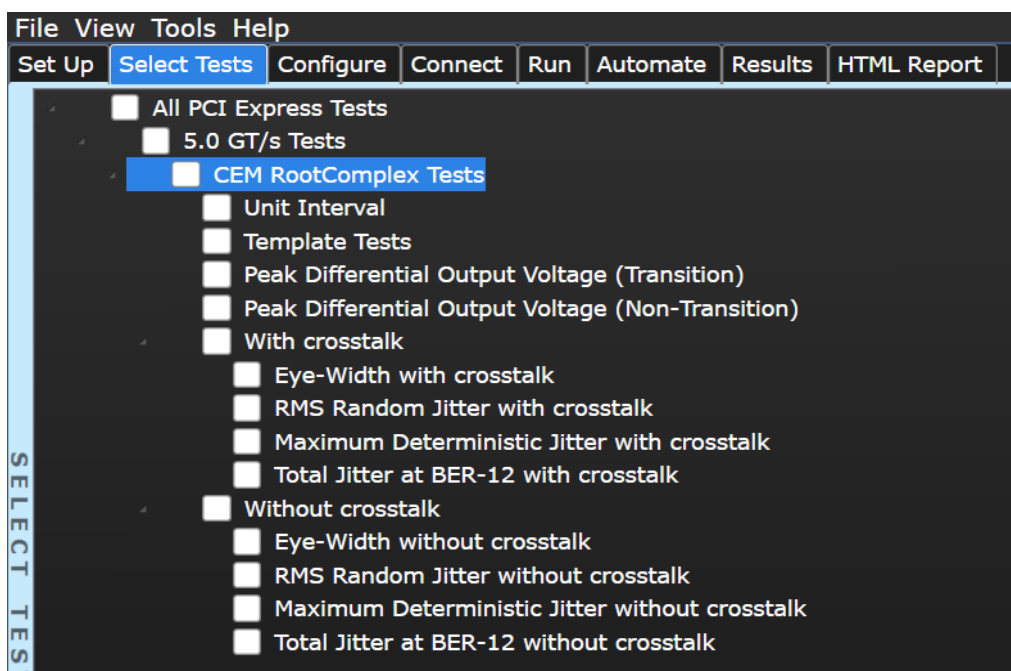 File View Tools Help
Set Up Select Tests Configure Connect Run Automate Results HTML Report
All PCI Express Tests
5.0 GT/s Tests
CEM RootComplex Tests
Unit Interval
Template Tests
Peak Differential Output Voltage (Transition)
Peak Differential Output Voltage (Non-Transition)
With crosstalk
Eye-Width with crosstalk
RMS Random Jitter with crosstalk
Maximum Deterministic Jitter with crosstalk
Total Jitter at BER-12 with crosstalk
Without crosstalk
Eye-Width without crosstalk
RMS Random Jitter without crosstalk
Maximum Deterministic Jitter without crosstalk
Total Jitter at BER-12 without crosstalk
SELECT TES